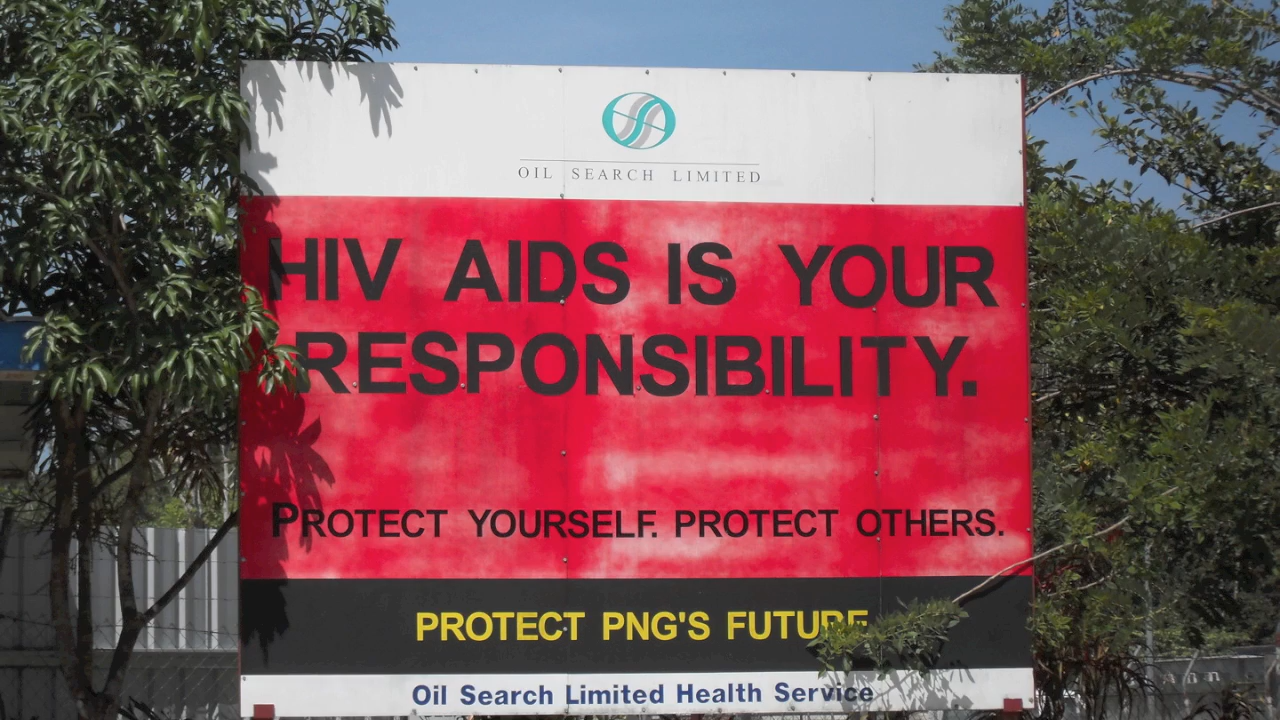 OIL SEARCH LIMITED
HIV AIDS IS YOUR
RESPONSIBILITY.
PROTECT YOURSELF. PROTECT OTHERS.
PROTECT PNG'S FUTURE
Oil Search Limited Health Service